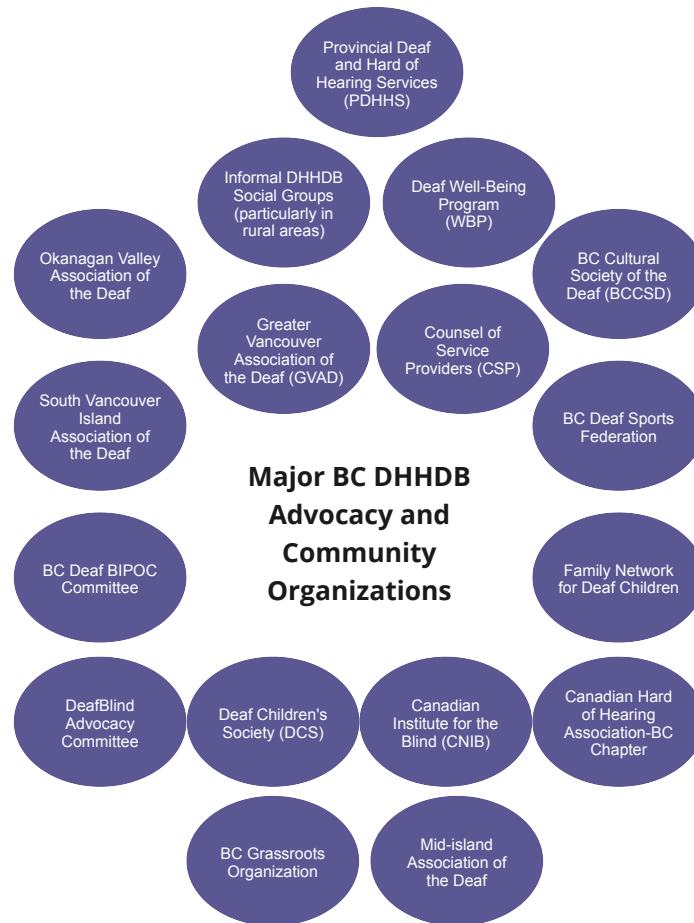 Provincial Deaf
and Hard of
Hearing Services
(PDHHS)
Informal DHHDB
Social Groups
(particularly in
rural areas)
Deaf Well-Being
Program
(WBP)
Okanagan Valley
Association of
the Deaf
BC Cultural
Society of the
Deaf (BCCSD)
Greater
Vancouver
Association of
the Deaf (GVAD)
Counsel of
Service
Providers (CSP)
South Vancouver
Island
Association of
the Deaf
BC Deaf Sports
Federation
Major BC DHHDB
Advocacy and
Community
Organizations
BC Deaf BIPOC
Committee
Family Network
for Deaf Children
DeafBlind
Advocacy
Committee
Deaf Children's
Society (DCS)
Canadian
Institute for the
Blind (CNIB)
Canadian Hard
of Hearing
Association-BC
Chapter
BC Grassroots
Organization
Mid-island
Association of
the Deaf